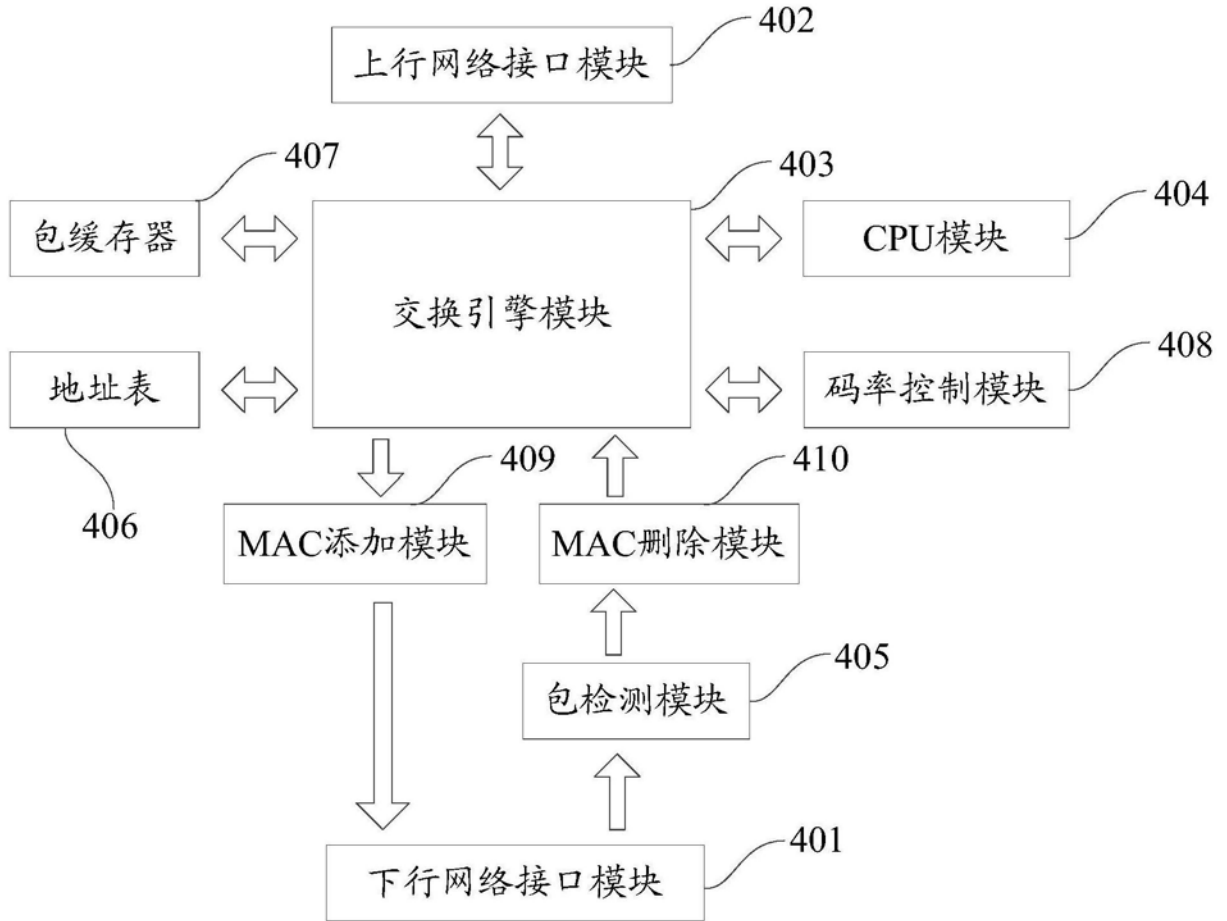 402
上行网络接口模块
407
403
404
包缓存器
CPU模块
交换引擎模块
408
地址表
码率控制模块
409
410
406
MAC添加模块
MAC删除模块
405
包检测模块
401
下行网络接口模块